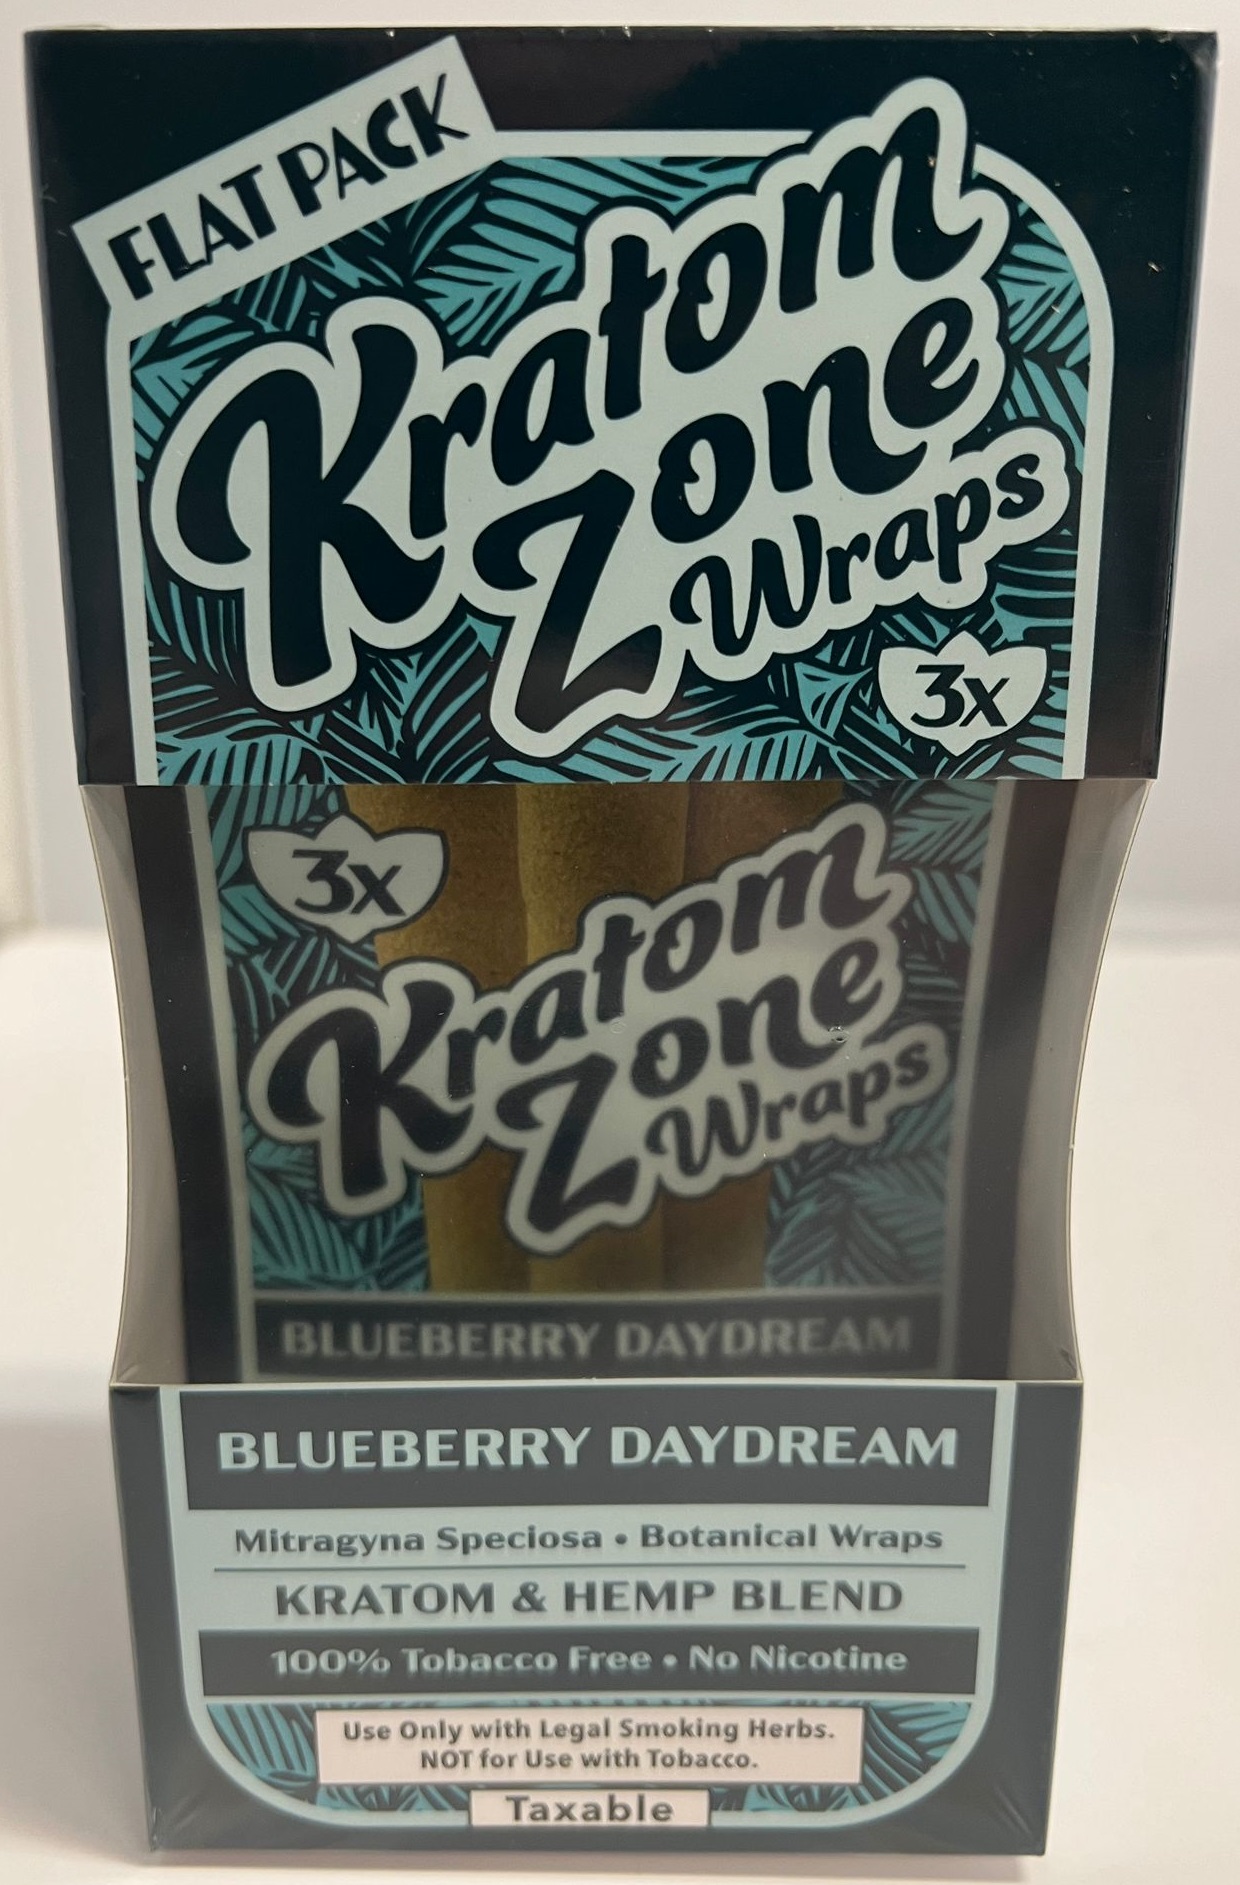 FLAT PACK
Kratom
Zone
Wraps
3x
3x
Kratom
Zone
Wraps
BLUEBERRY DAYDREAM
BLUEBERRY DAYDREAM
Mitragyna Speciosa • Botanical Wraps
KRATOM & HEMP BLEND
100% Tobacco Free • No Nicotine
Use Only with Legal Smoking Herbs.
NOT for Use with Tobacco.
Taxable